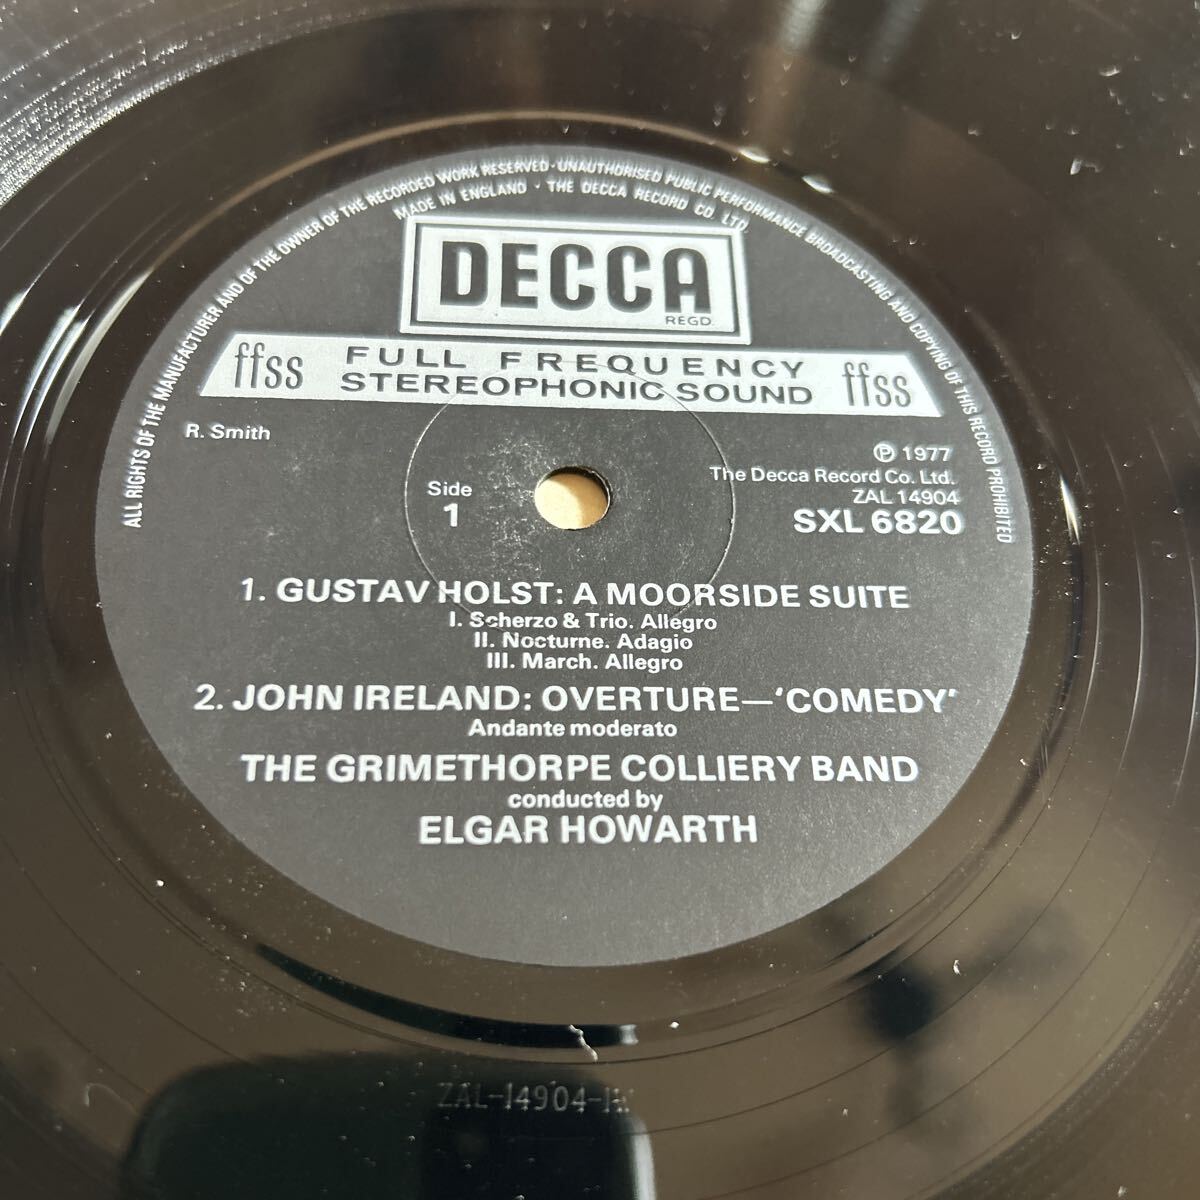 ALL RIGHTS OF THE MANUFACTURER AND OF THE OWNER OF THE RECORDED WORK RESERVED · UNAUTHORISED PUBLIC PERFORMANCE BROADCASTING AND COPYING OF THIS RECORD PROHIBITED
MADE IN ENGLAND · THE DECCA RECORD CO. LTD.
DECCA
REGD.
ffss FULL FREQUENCY ffss
STEREOPHONIC SOUND
R. Smith
℗ 1977
The Decca Record Co. Ltd.
ZAL 14904
SXL 6820
Side
1
1. GUSTAV HOLST: A MOORSIDE SUITE
I. Scherzo & Trio. Allegro
II. Nocturne. Adagio
III. March. Allegro
2. JOHN IRELAND: OVERTURE—‘COMEDY’
Andante moderato
THE GRIMETHORPE COLLIERY BAND
conducted by
ELGAR HOWARTH
ZAL-14904-